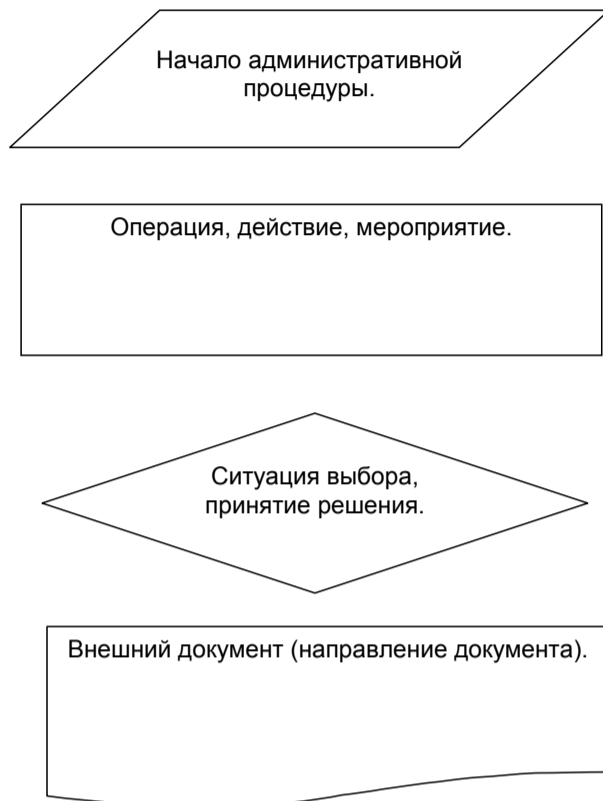 Начало административной
процедуры.
Операция, действие, мероприятие.
Ситуация выбора,
принятие решения.
Внешний документ (направление документа).